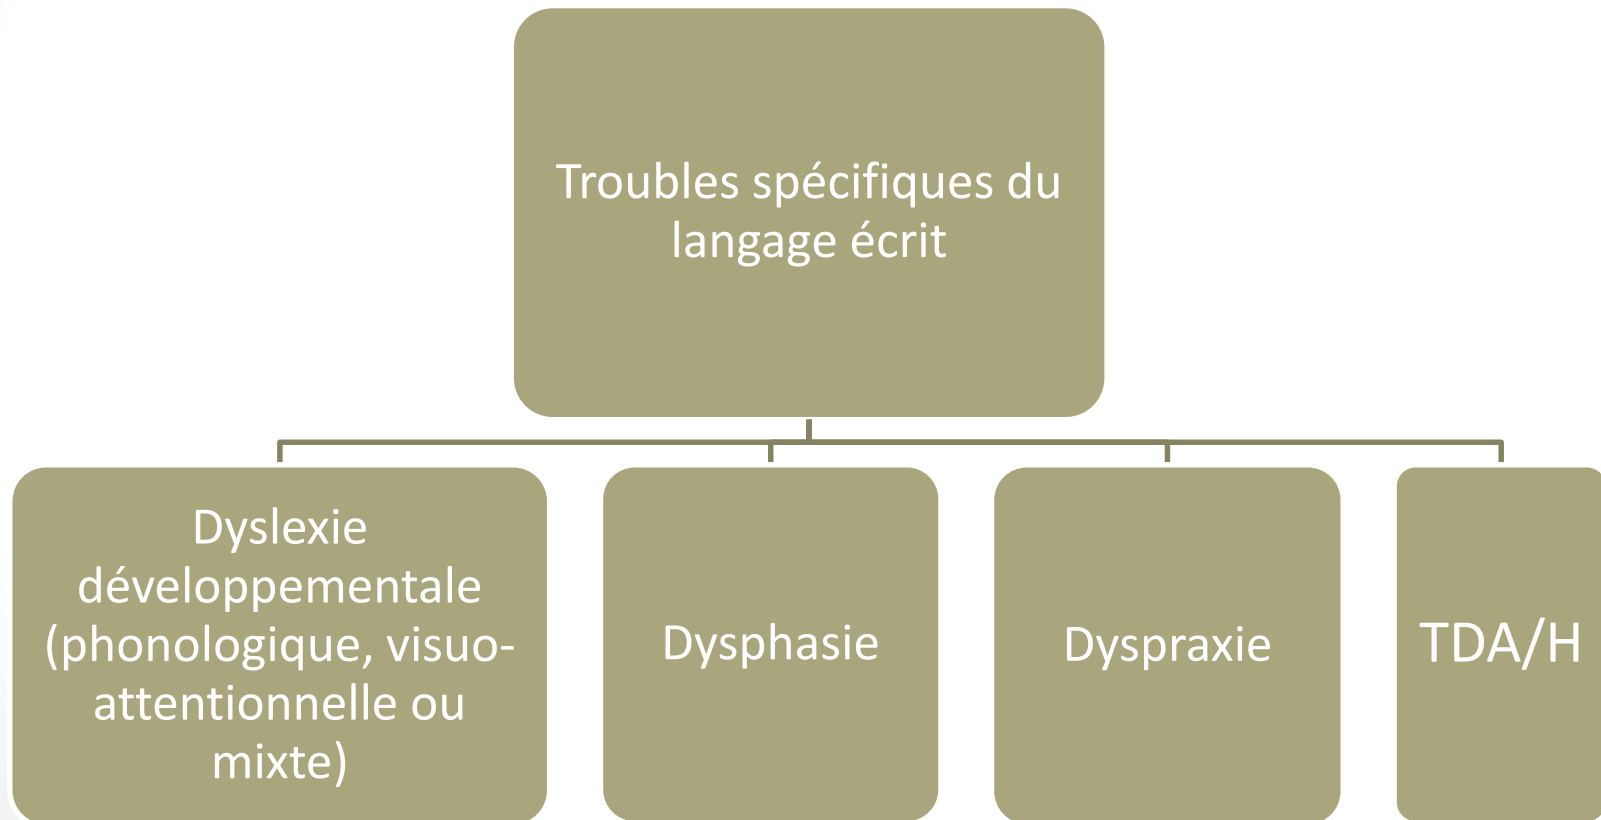 Troubles spécifiques du
langage écrit
Dyslexie
développementale
(phonologique, visuo-
attentionnelle ou
mixte)
Dysphasie
Dyspraxie
TDA/H